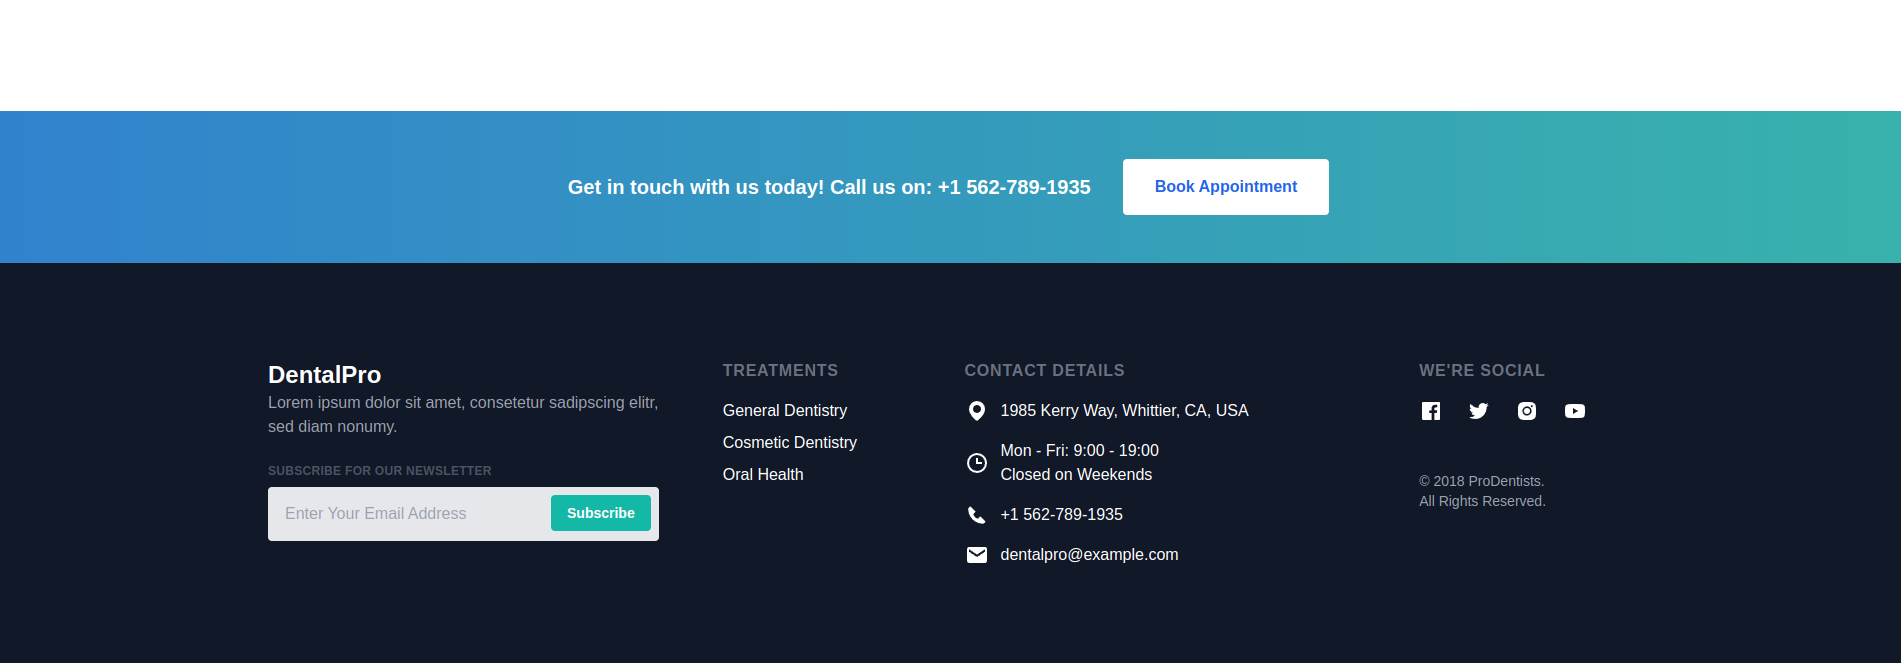 Get in touch with us today! Call us on: +1 562-789-1935
Book Appointment
DentalPro
Lorem ipsum dolor sit amet, consetetur sadipscing elitr,
sed diam nonumy.
SUBSCRIBE FOR OUR NEWSLETTER
Enter Your Email Address
Subscribe
TREATMENTS
General Dentistry
Cosmetic Dentistry
Oral Health
CONTACT DETAILS
1985 Kerry Way, Whittier, CA, USA
Mon - Fri: 9:00 - 19:00
Closed on Weekends
+1 562-789-1935
dentalpro@example.com
WE'RE SOCIAL
© 2018 ProDentists.
All Rights Reserved.